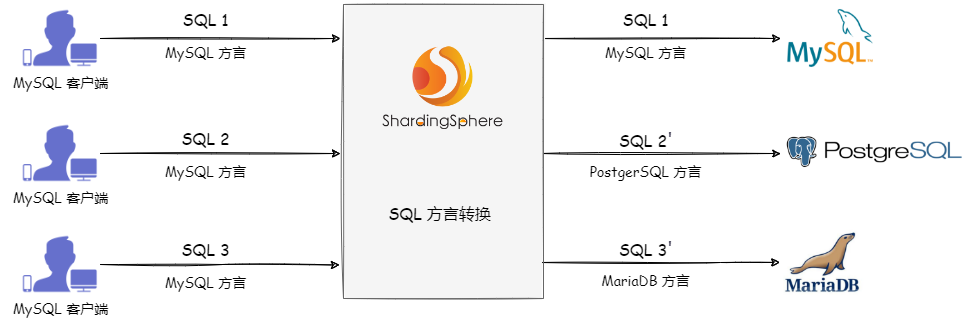 SQL 1
MySQL 方言
MySQL 客户端
SQL 2
MySQL 方言
MySQL 客户端
SQL 3
MySQL 方言
MySQL 客户端
ShardingSphere
SQL 方言转换
SQL 1
MySQL 方言
MySQL™
SQL 2'
PostgerSQL 方言
PostgreSQL
SQL 3'
MariaDB 方言
MariaDB